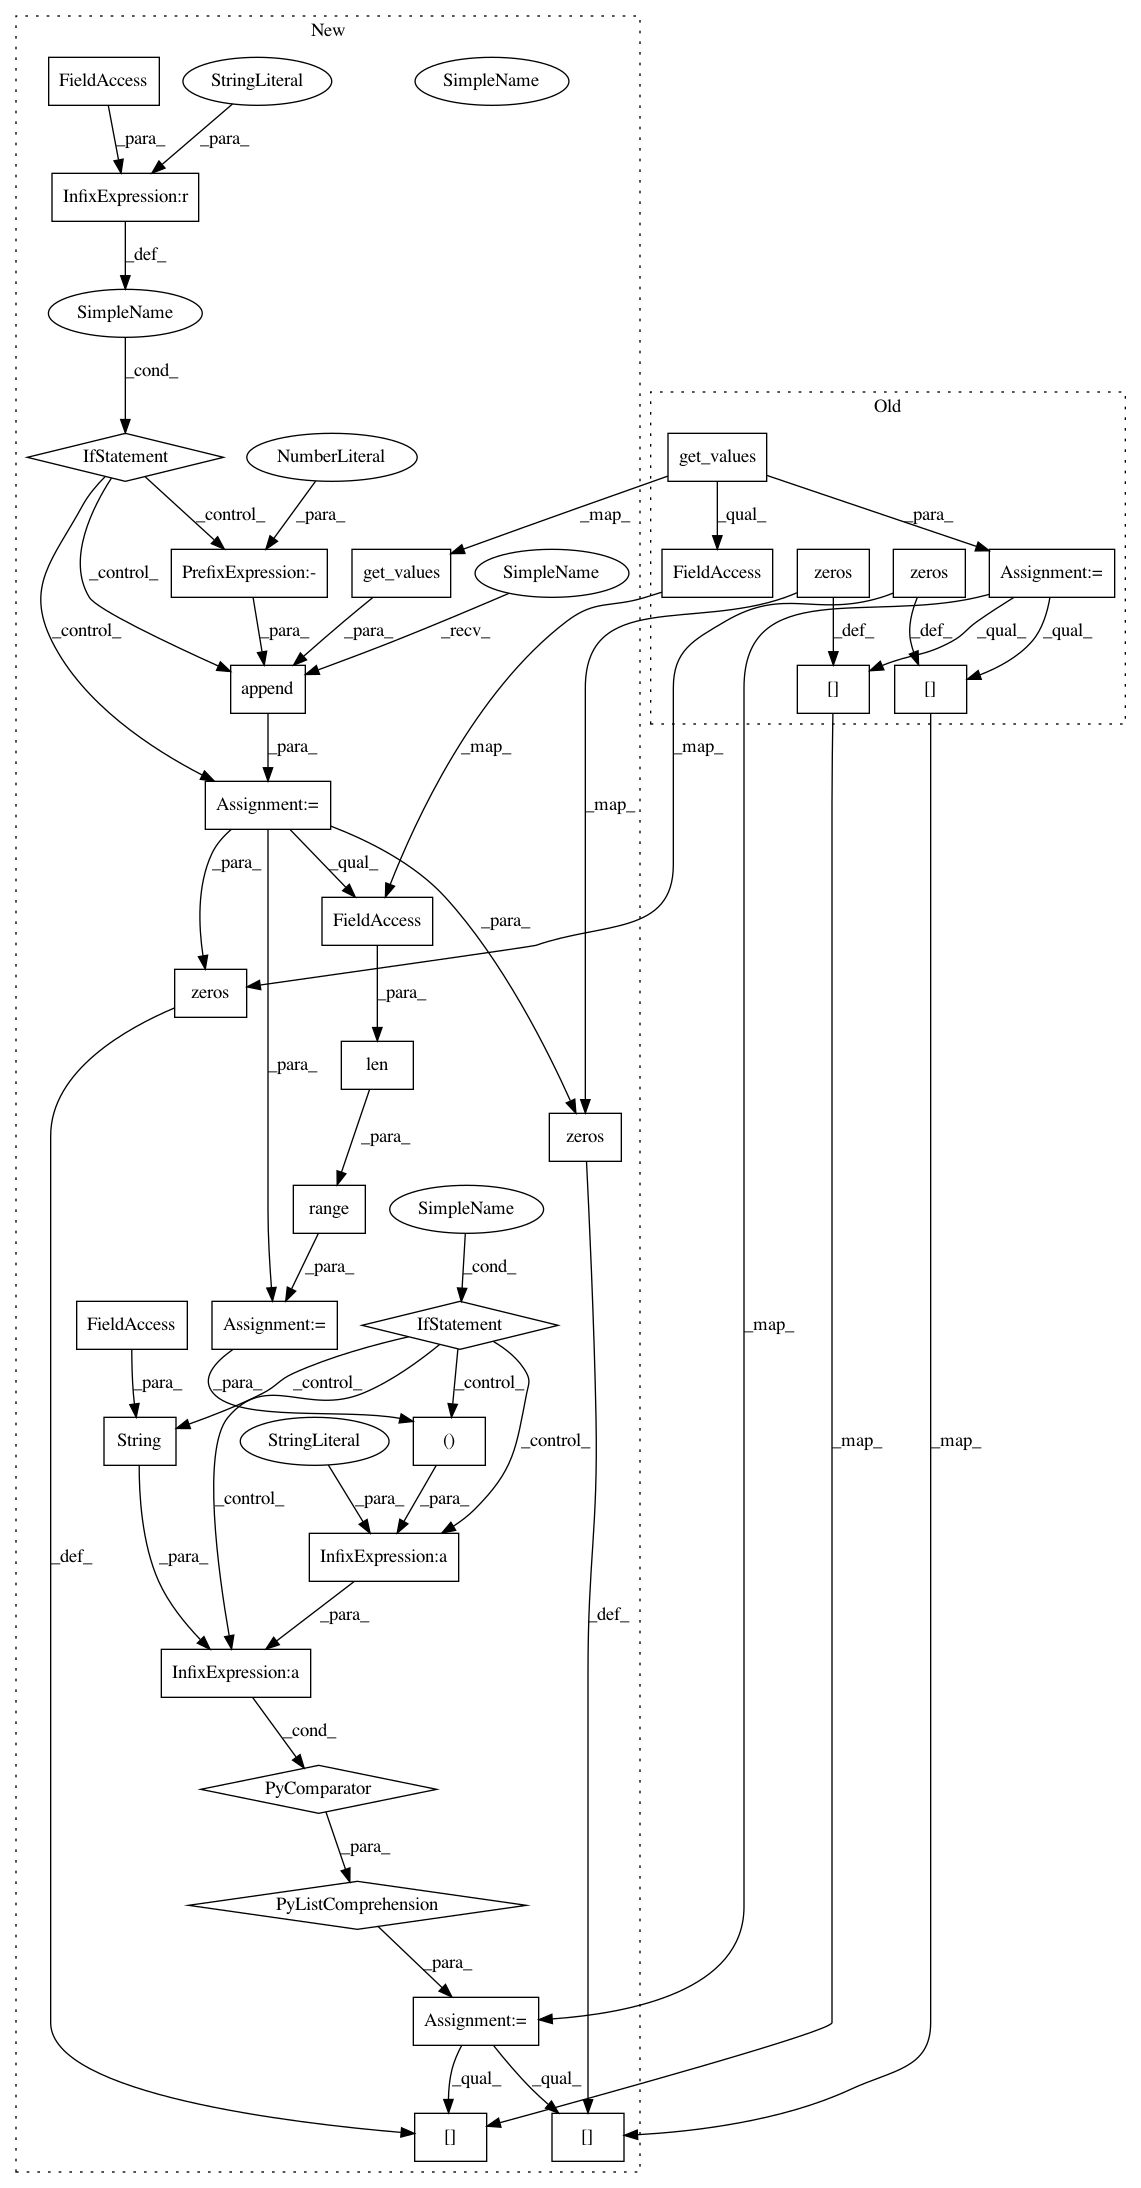 New
FieldAccess
StringLiteral
SimpleName
_para_
_para_
InfixExpression:r
_def_
SimpleName
_cond_
Old
IfStatement
NumberLiteral
get_values
_control_
_para_
_map_
_qual_
_para_
_control_
PrefixExpression:-
get_values
SimpleName
FieldAccess
zeros
zeros
Assignment:=
_control_
_para_
_para_
_recv_
_def_
_def_
_qual_
_qual_
append
[]
[]
_para_
_map_
_map_
Assignment:=
_map_
_para_
_qual_
FieldAccess
_para_
zeros
_para_
_para_
len
zeros
_para_
range
SimpleName
_para_
_cond_
FieldAccess
Assignment:=
IfStatement
_map_
_para_
_para_
_control_
_control_
String
StringLiteral
()
_control_
_map_
_map_
_control_
_para_
_para_
InfixExpression:a
_def_
_para_
_para_
_def_
InfixExpression:a
_cond_
PyComparator
_para_
PyListComprehension
_para_
Assignment:=
_qual_
_qual_
[]
[]